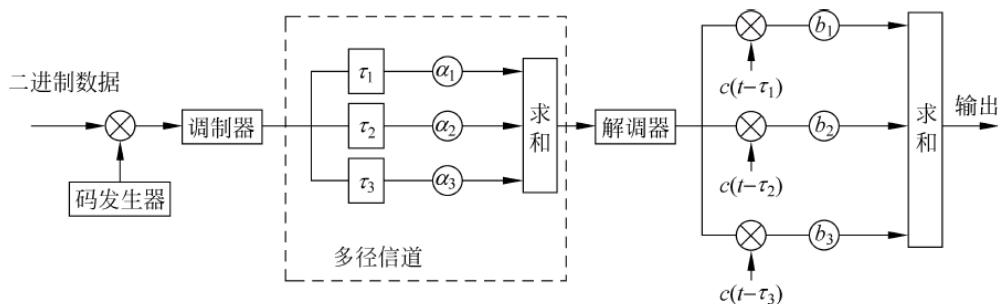 二进制数据
码发生器
调制器
τ₁
τ₂
τ₃
α₁
α₂
α₃
求和
多径信道
解调器
c(t−τ₁)
c(t−τ₂)
c(t−τ₃)
b₁
b₂
b₃
求和
输出